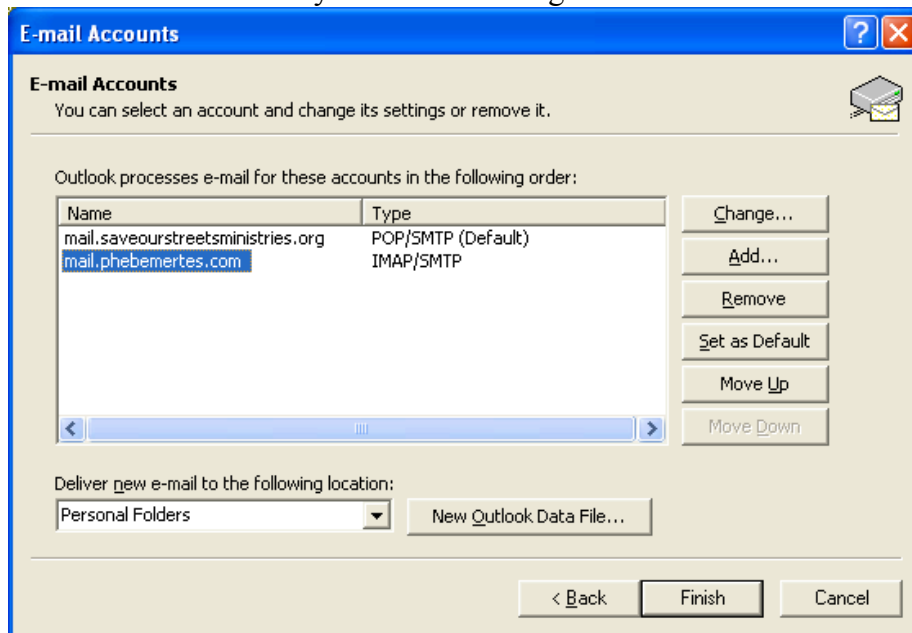 E-mail Accounts
E-mail Accounts
You can select an account and change its settings or remove it.
Outlook processes e-mail for these accounts in the following order:
Name Type
mail.saveourstreetsministries.org POP/SMTP (Default)
mail.phebemertes.com IMAP/SMTP
Change...
Add...
Remove
Set as Default
Move Up
Move Down
Deliver new e-mail to the following location:
Personal Folders New Outlook Data File...
< Back Finish Cancel